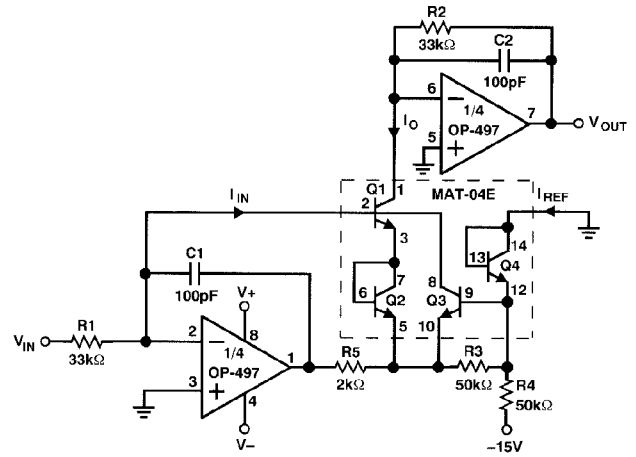 R2
33kΩ
C2
100pF
6
−
1/4
7
OP-497
5
+
V_OUT
I_O
Q1
1
MAT-04E
I_REF
I_IN
2
3
14
13
Q4
C1
100pF
7
8
12
6
Q2
Q3
9
V+
5
10
V_IN
R1
33kΩ
2
−
8
1/4
1
OP-497
3
+
4
V−
R5
2kΩ
R3
50kΩ
R4
50kΩ
−15V